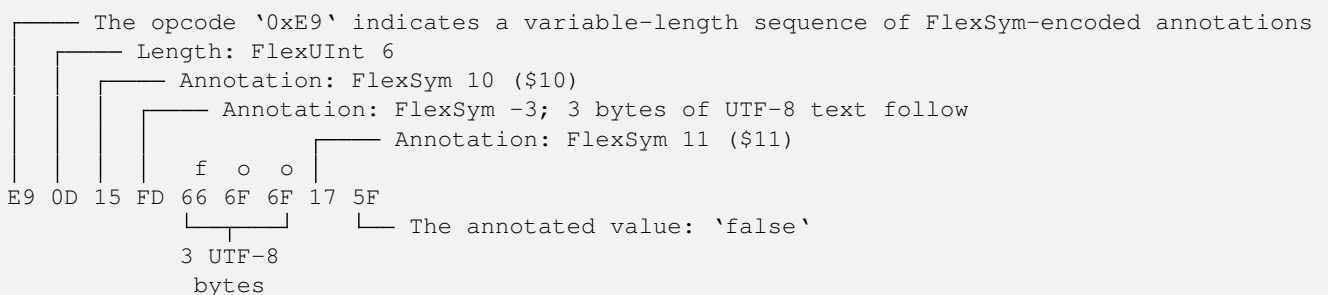 The opcode ‘0xE9‘ indicates a variable-length sequence of FlexSym-encoded annotations
Length: FlexUInt 6
Annotation: FlexSym 10 ($10)
Annotation: FlexSym -3; 3 bytes of UTF-8 text follow
Annotation: FlexSym 11 ($11)
f o o
E9 0D 15 FD 66 6F 6F 17 5F
The annotated value: ‘false‘
3 UTF-8
bytes